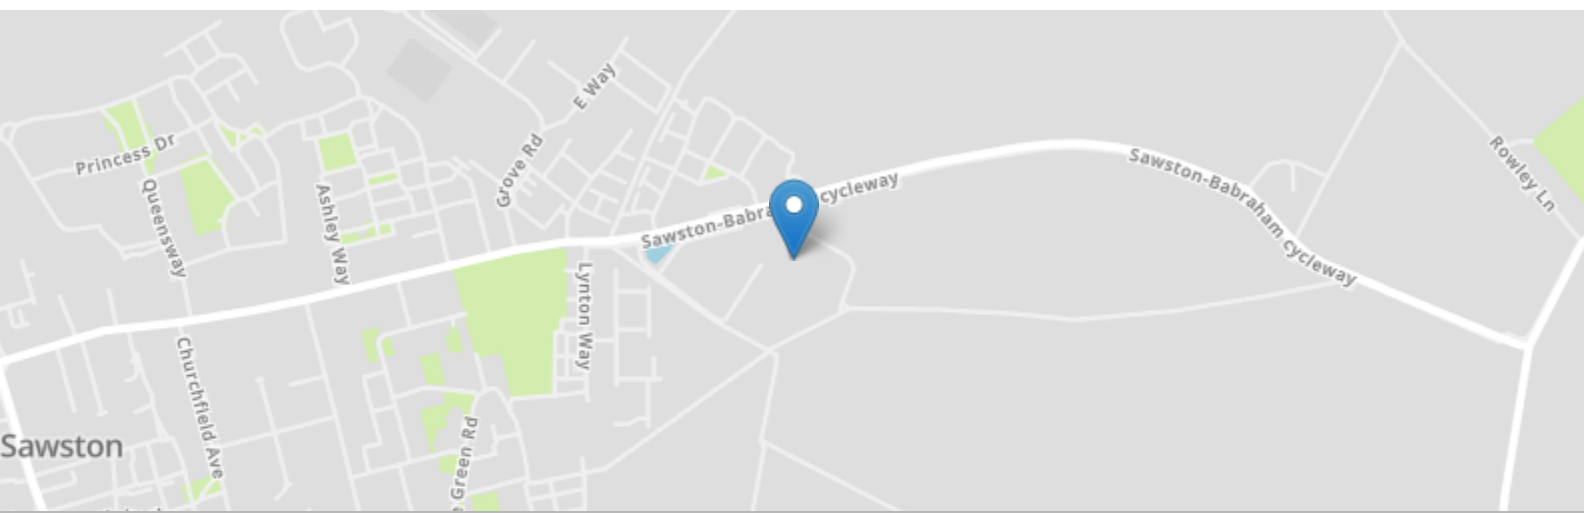 E Way
Princess Dr
Grove Rd
Sawston-Babraham cycleway
Rowley Ln
Queensway
Ashley Way
Sawston-Babra
cycleway
Lynton Way
Churchfield Ave
Sawston
e Green Rd